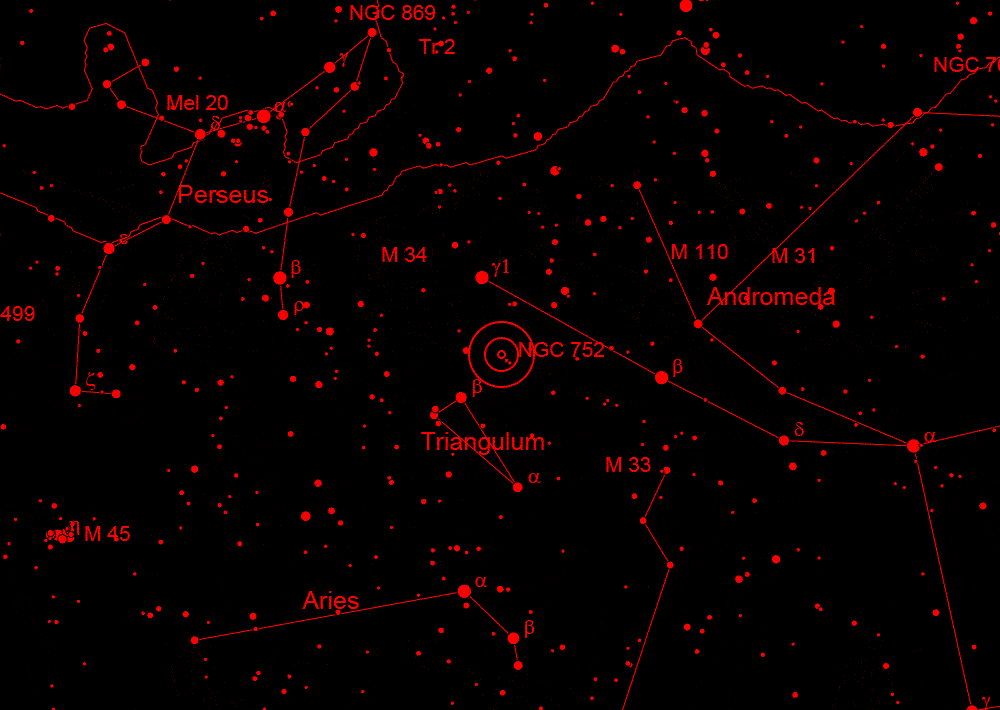 NGC 869
γ
Tr 2
NGC 7
Mel 20
α
δ
Perseus
ε
M 34
M 110
M 31
β
γ1
Andromeda
ρ
499
NGC 752
β
ζ
β
δ
α
Triangulum
M 33
α
η
M 45
α
Aries
β
γ